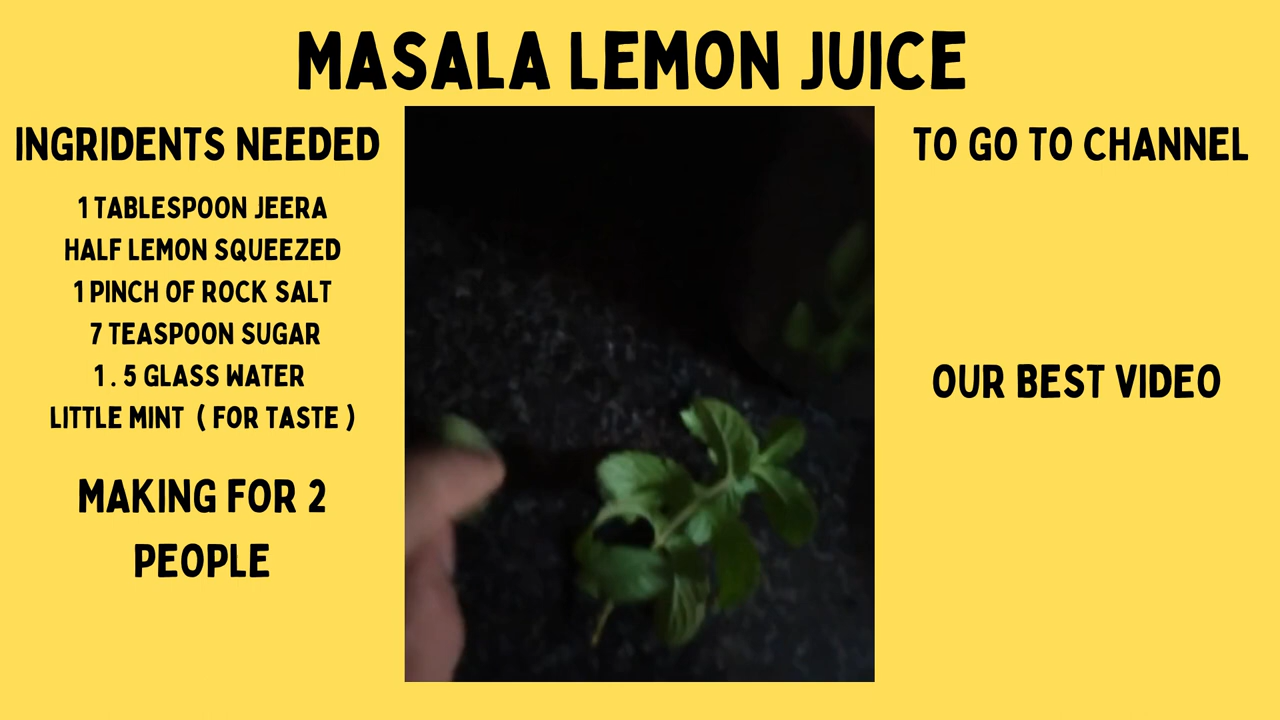 MASALA LEMON JUICE
INGRIDENTS NEEDED
1 TABLESPOON JEERA
HALF LEMON SQUEEZED
1 PINCH OF ROCK SALT
7 TEASPOON SUGAR
1 . 5 GLASS WATER
LITTLE MINT ( FOR TASTE )
MAKING FOR 2
PEOPLE
TO GO TO CHANNEL
OUR BEST VIDEO